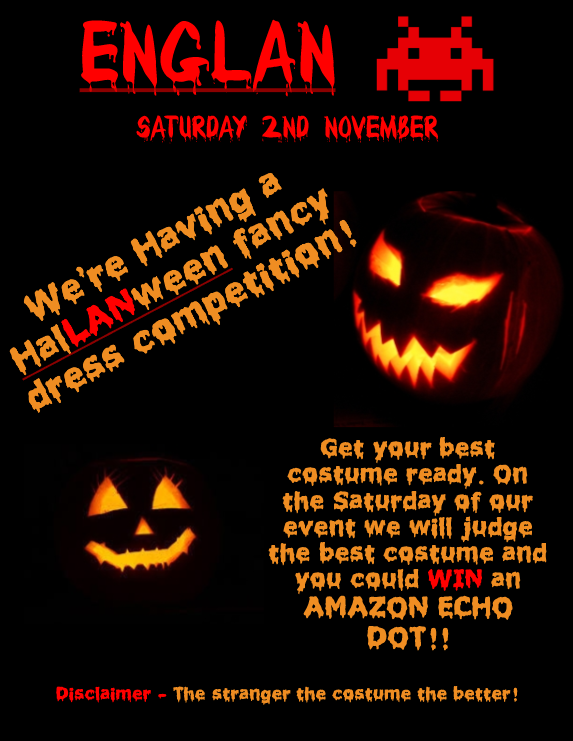 ENGLAN
SATURDAY 2ND NOVEMBER
We're Having a
HalLANween fancy
dress competition!
Get your best
costume ready. On
the Saturday of our
event we will judge
the best costume and
you could WIN an
AMAZON ECHO
DOT!!
Disclaimer - The stranger the costume the better!